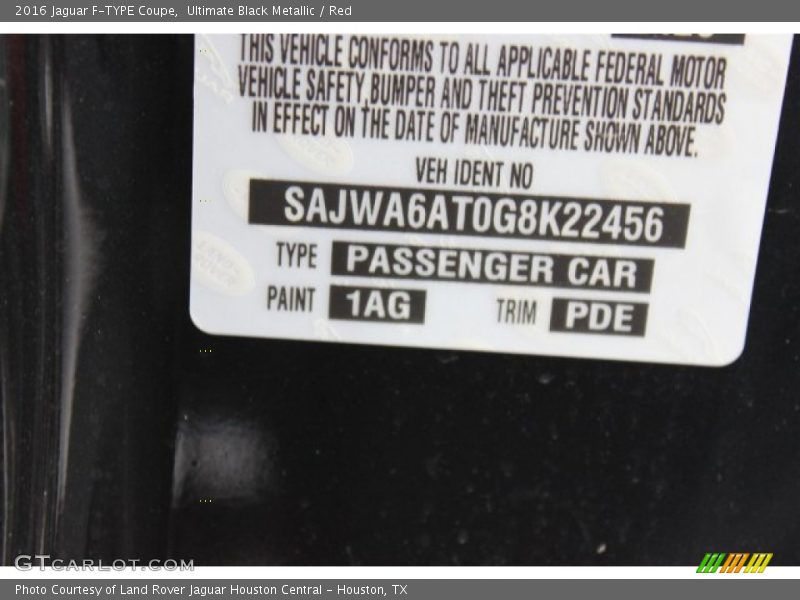 2016 Jaguar F-TYPE Coupe, Ultimate Black Metallic / Red
THIS VEHICLE CONFORMS TO ALL APPLICABLE FEDERAL MOTOR
VEHICLE SAFETY,BUMPER AND THEFT PREVENTION STANDARDS
IN EFFECT ON THE DATE OF MANUFACTURE SHOWN ABOVE.
VEH IDENT NO
SAJWA6AT0G8K22456
TYPE PASSENGER CAR
PAINT 1AG TRIM PDE
GTCARLOT.COM
Photo Courtesy of Land Rover Jaguar Houston Central - Houston, TX